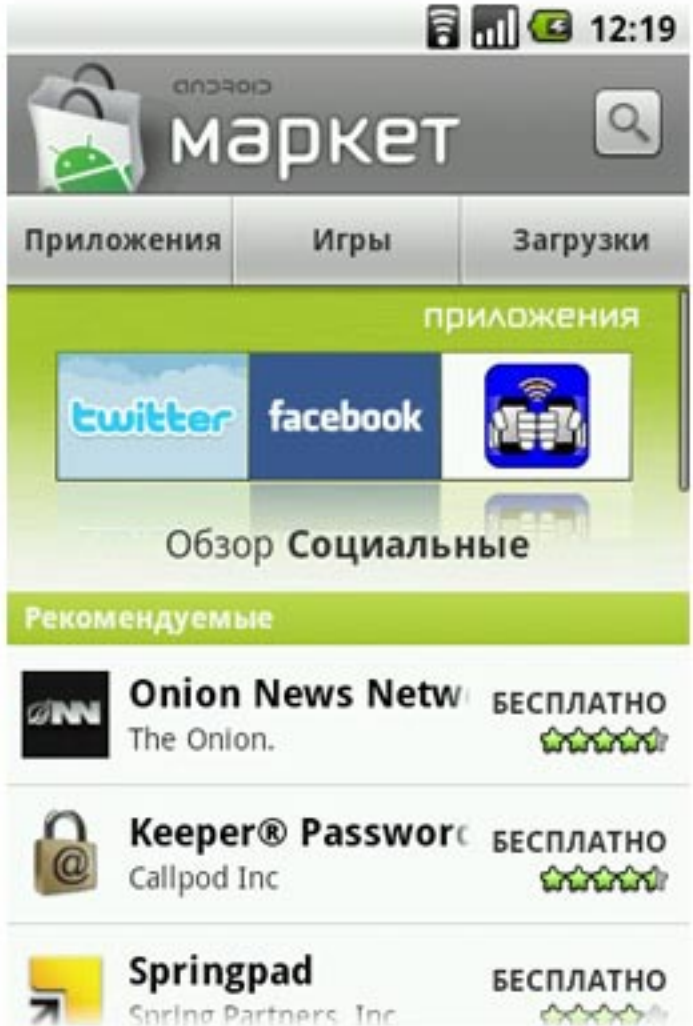 12:19
ANDROID
маркет
Приложения
Игры
Загрузки
приложения
twitter
facebook
Обзор Социальные
Рекомендуемые
ONN
Onion News Netw
БЕСПЛАТНО
The Onion.
Keeper® Passwor
БЕСПЛАТНО
@
Callpod Inc
Springpad
БЕСПЛАТНО
Spring Partners, Inc.